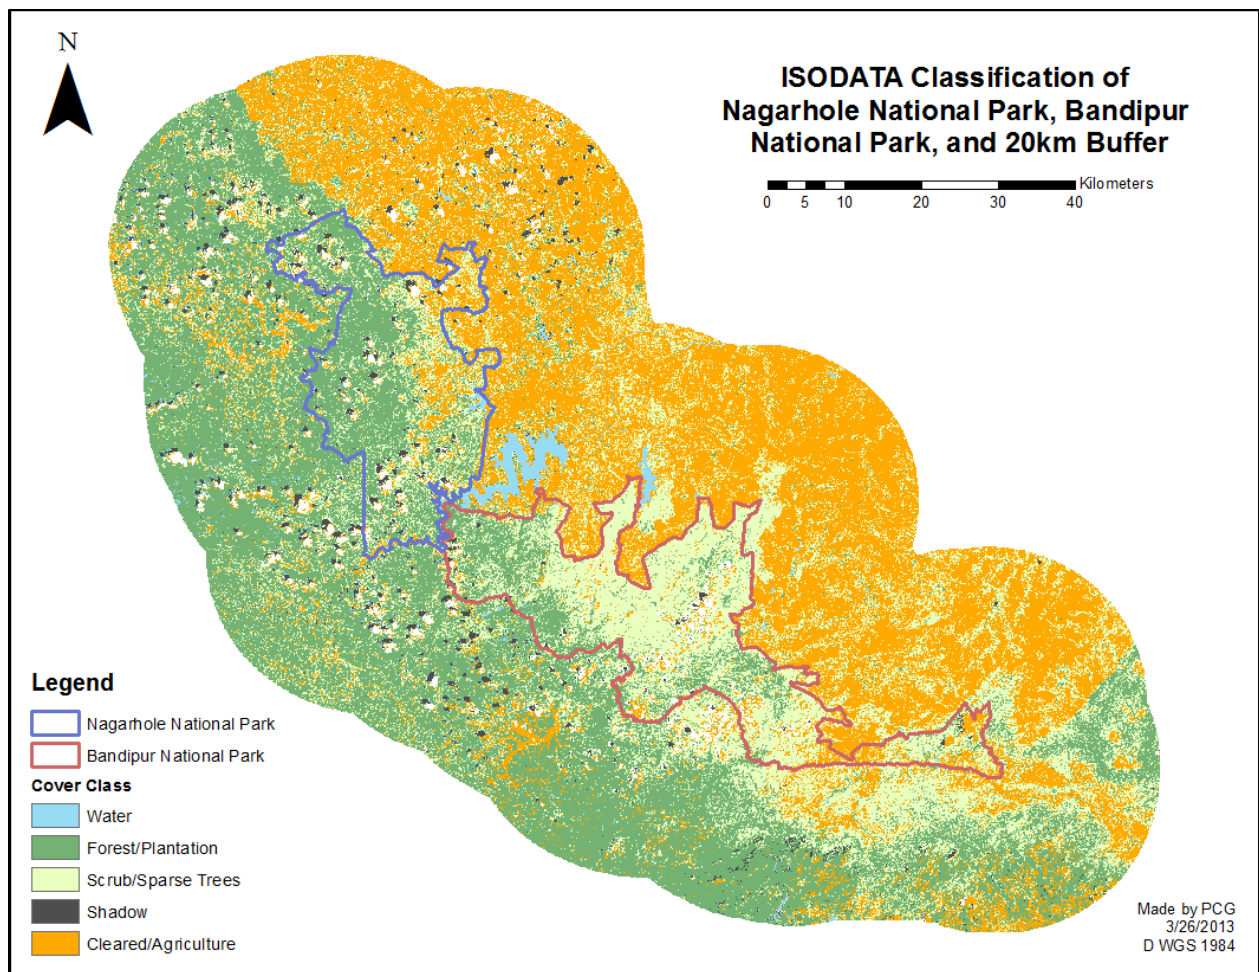 N
ISODATA Classification of
Nagarhole National Park, Bandipur
National Park, and 20km Buffer
Kilometers
0 5 10 20 30 40
Legend
Nagarhole National Park
Bandipur National Park
Cover Class
Water
Forest/Plantation
Scrub/Sparse Trees
Shadow
Cleared/Agriculture
Made by PCG
3/26/2013
D WGS 1984